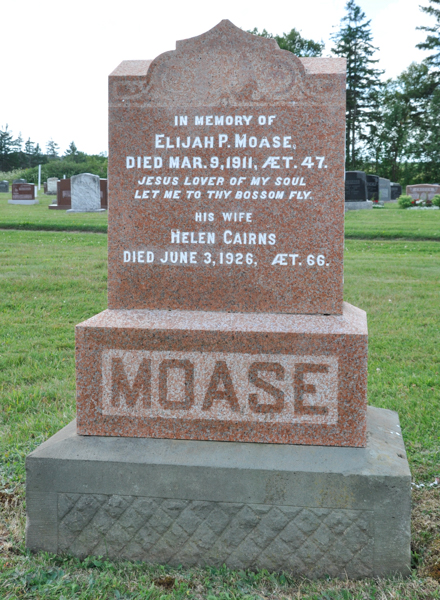 IN MEMORY OF
ELIJAH P. MOASE,
DIED MAR. 9, 1911, ÆT. 47.
JESUS LOVER OF MY SOUL
LET ME TO THY BOSSOM FLY.
HIS WIFE
HELEN CAIRNS
DIED JUNE 3, 1926, ÆT. 66.
MOASE